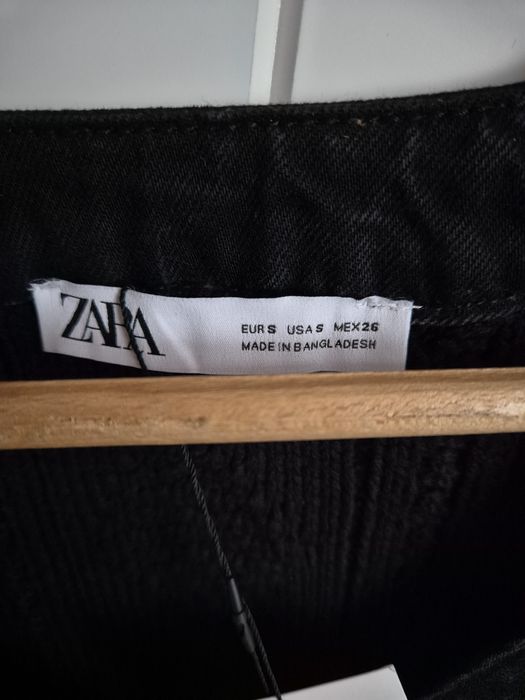 ZARA
EUR S USA S MEX 26
MADE IN BANGLADESH